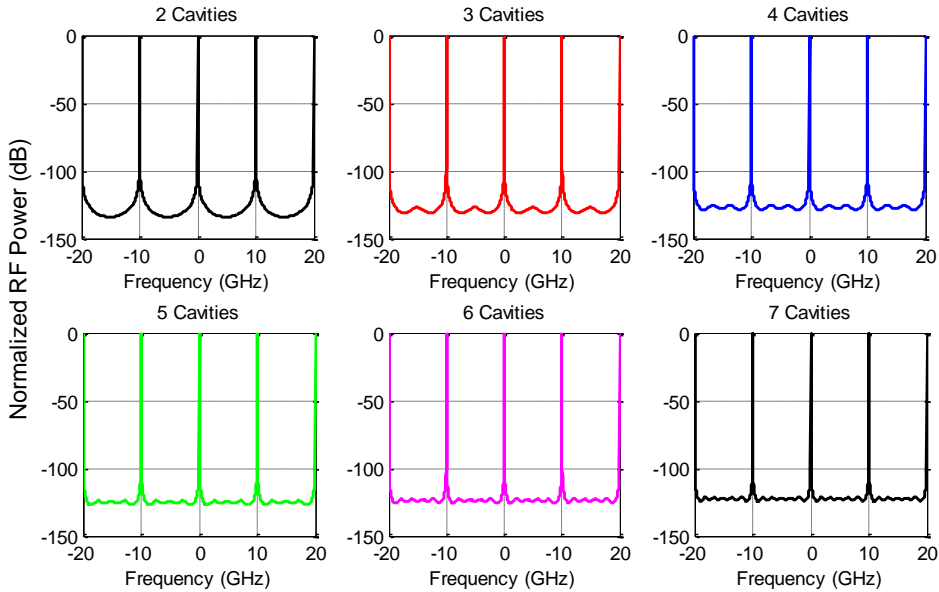 2 Cavities 3 Cavities 4 Cavities
Normalized RF Power (dB)
0 0 0
-50 -50 -50
-100 -100 -100
-150 -150 -150
-20 -10 0 10 20 -20 -10 0 10 20 -20 -10 0 10 20
Frequency (GHz) Frequency (GHz) Frequency (GHz)
5 Cavities 6 Cavities 7 Cavities
0 0 0
-50 -50 -50
-100 -100 -100
-150 -150 -150
-20 -10 0 10 20 -20 -10 0 10 20 -20 -10 0 10 20
Frequency (GHz) Frequency (GHz) Frequency (GHz)